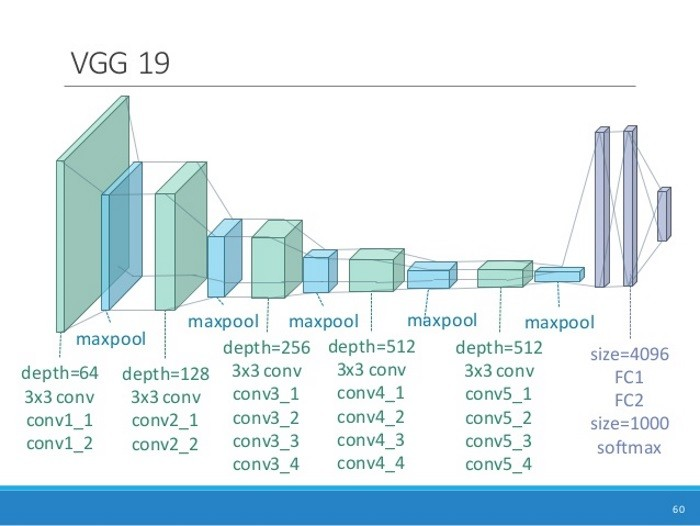 VGG 19
maxpool
maxpool
maxpool
maxpool
maxpool
depth=64
3x3 conv
conv1_1
conv1_2
depth=128
3x3 conv
conv2_1
conv2_2
depth=256
3x3 conv
conv3_1
conv3_2
conv3_3
conv3_4
depth=512
3x3 conv
conv4_1
conv4_2
conv4_3
conv4_4
depth=512
3x3 conv
conv5_1
conv5_2
conv5_3
conv5_4
size=4096
FC1
FC2
size=1000
softmax
60